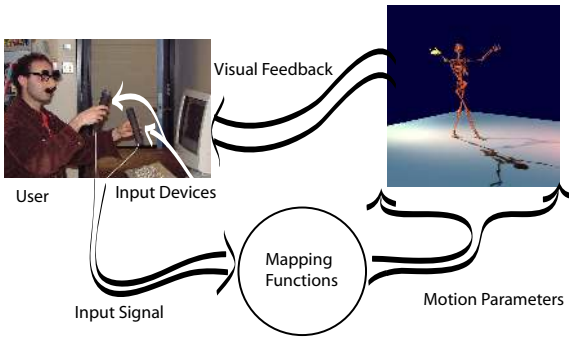 Visual Feedback
User
Input Devices
Mapping
Functions
Input Signal
Motion Parameters